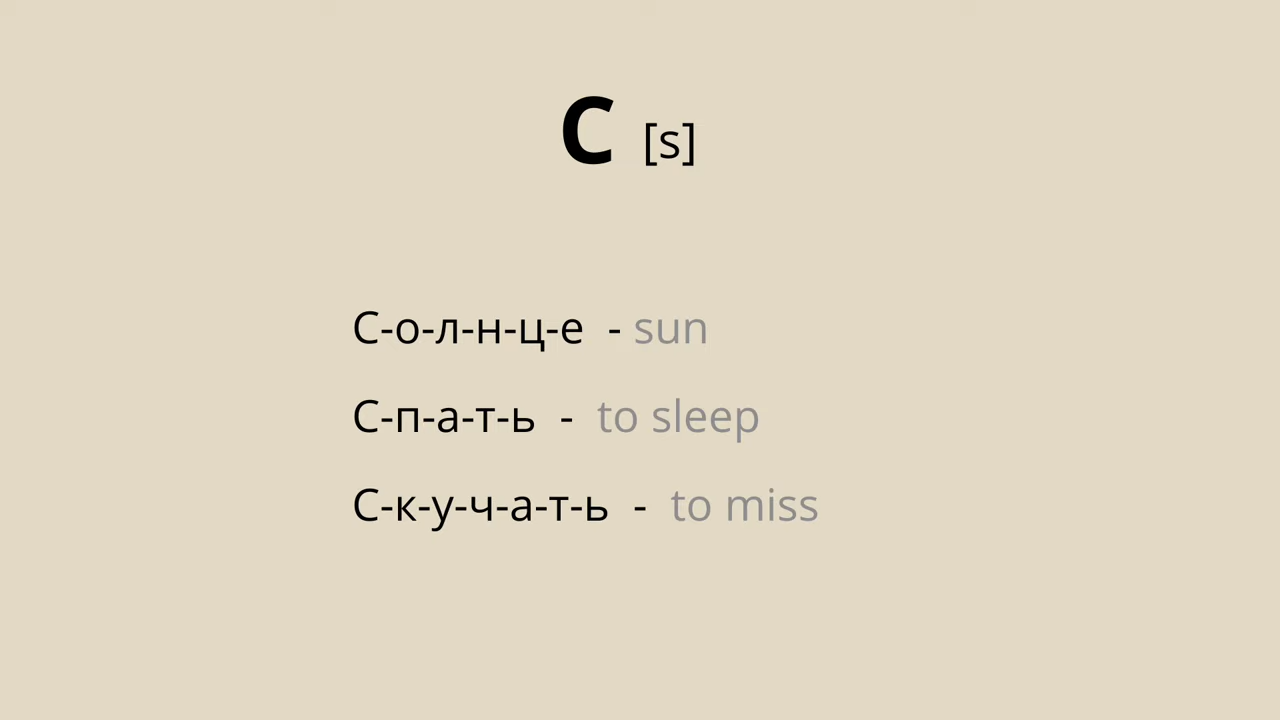 С [s]
С-о-л-н-ц-е - sun
С-п-а-т-ь - to sleep
С-к-у-ч-а-т-ь - to miss